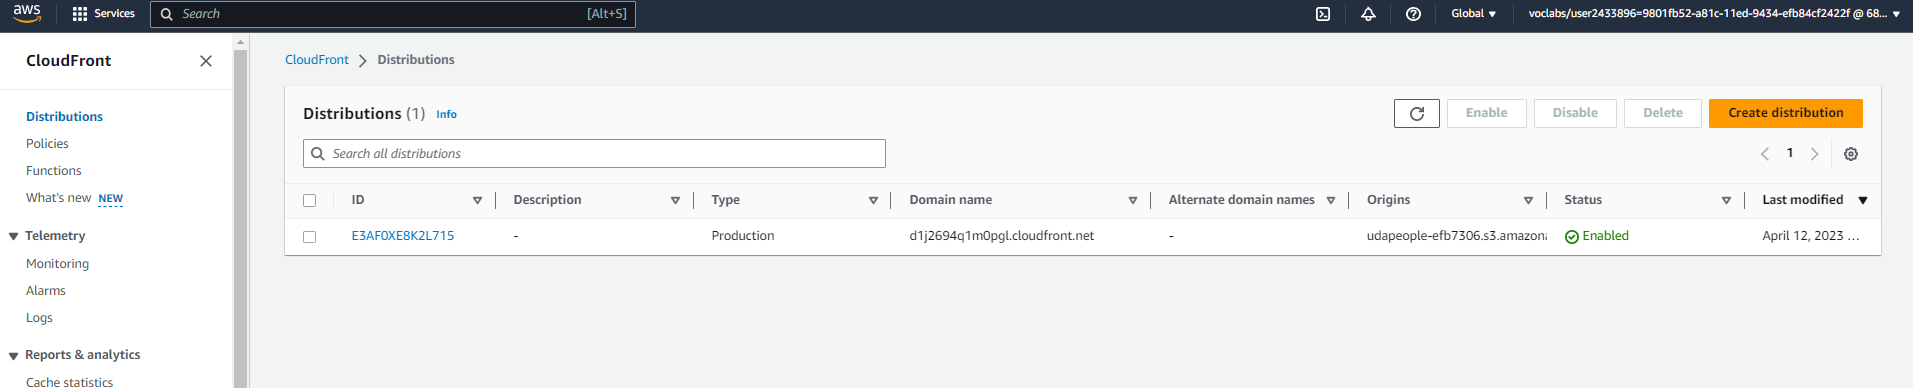 aws Services Search [Alt+S] Global voclabs/user2433896=9801fb52-a81c-11ed-9434-efb84cf2422f @ 68...
CloudFront
Distributions
Policies
Functions
What's new NEW
Telemetry
Monitoring
Alarms
Logs
Reports & analytics
Cache statistics
CloudFront Distributions
Distributions (1) Info Enable Disable Delete Create distribution
Search all distributions 1
ID Description Type Domain name Alternate domain names Origins Status Last modified
E3AF0XE8K2L715 - Production d1j2694q1m0pgl.cloudfront.net - udapeople-efb7306.s3.amazona Enabled April 12, 2023 ...